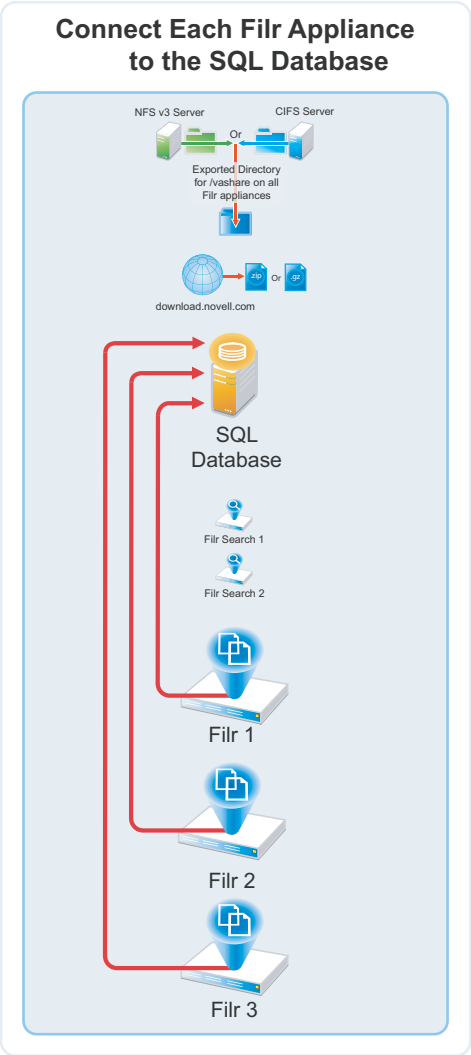 Connect Each Filr Appliance
to the SQL Database
NFS v3 Server
CIFS Server
Or
Exported Directory
for /vashare on all
Filr appliances
.zip
Or
.gz
download.novell.com
SQL
Database
Filr Search 1
Filr Search 2
Filr 1
Filr 2
Filr 3